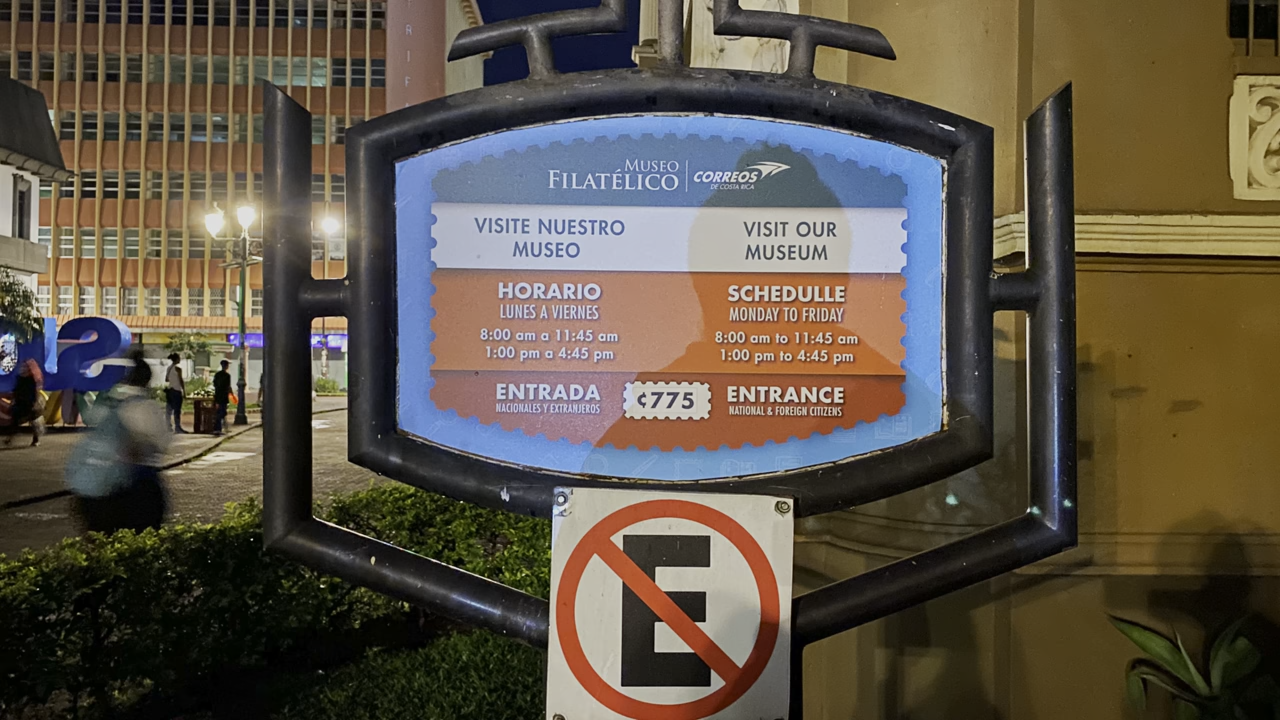 MUSEO
FILATÉLICO
CORREOS
DE COSTA RICA
VISITE NUESTRO
MUSEO
VISIT OUR
MUSEUM
HORARIO
LUNES A VIERNES
8:00 am a 11:45 am
1:00 pm a 4:45 pm
SCHEDULLE
MONDAY TO FRIDAY
8:00 am to 11:45 am
1:00 pm to 4:45 pm
ENTRADA
NACIONALES Y EXTRANJEROS
¢775
ENTRANCE
NATIONAL & FOREIGN CITIZENS
E